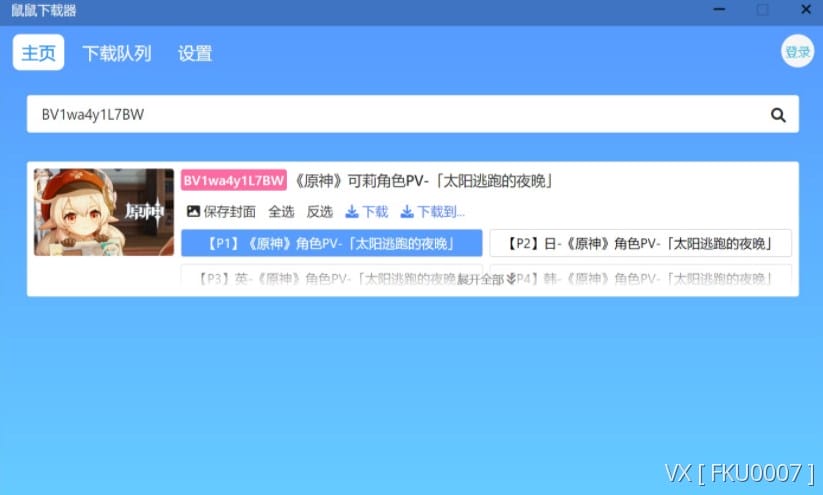 鼠鼠下载器
主页 下载队列 设置 登录
BV1wa4y1L7BW
BV1wa4y1L7BW 《原神》可莉角色PV-「太阳逃跑的夜晚」
原神
保存封面 全选 反选 下载 下载到...
【P1】《原神》角色PV-「太阳逃跑的夜晚」 【P2】日-《原神》角色PV-「太阳逃跑的夜晚」
【P3】英-《原神》角色PV-「太阳逃跑的夜晚 展开全部 P4】韩-《原神》角色PV-「太阳逃跑的夜晚」
VX [ FKU0007 ]